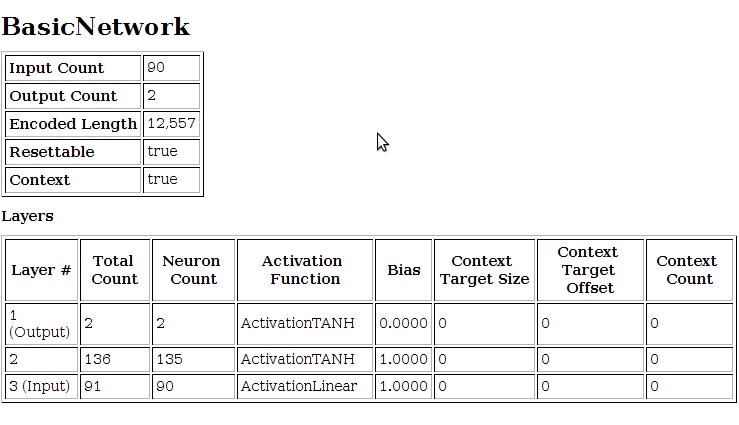 BasicNetwork
Input Count 90
Output Count 2
Encoded Length 12,557
Resettable true
Context true
Layers
Layer # Total Count Neuron Count Activation Function Bias Context Target Size Context Target Offset Context Count
1 (Output) 2 2 ActivationTANH 0.0000 0 0 0
2 136 135 ActivationTANH 1.0000 0 0 0
3 (Input) 91 90 ActivationLinear 1.0000 0 0 0